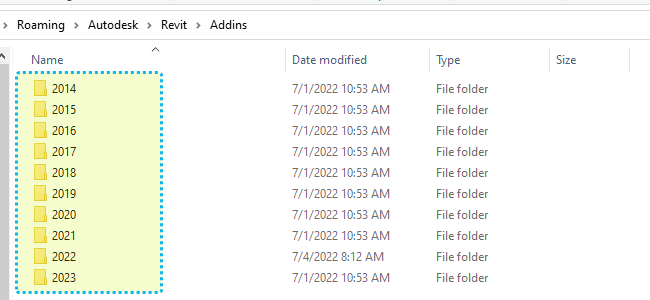 Roaming > Autodesk > Revit > Addins
Name Date modified Type Size
2014 7/1/2022 10:53 AM File folder
2015 7/1/2022 10:53 AM File folder
2016 7/1/2022 10:53 AM File folder
2017 7/1/2022 10:53 AM File folder
2018 7/1/2022 10:53 AM File folder
2019 7/1/2022 10:53 AM File folder
2020 7/1/2022 10:53 AM File folder
2021 7/1/2022 10:53 AM File folder
2022 7/4/2022 8:12 AM File folder
2023 7/1/2022 10:53 AM File folder